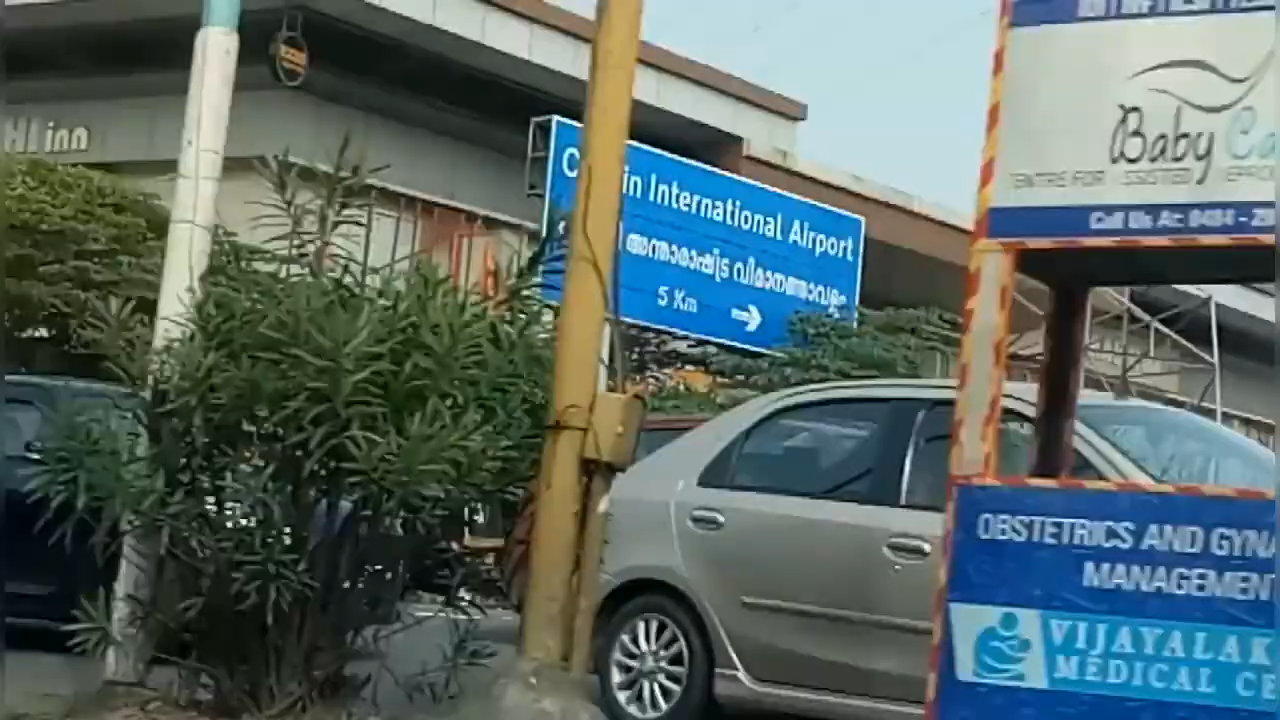 HI inn
in International Airport
അന്താരാഷ്ട്ര വിമാനത്താവളം
5 Km
Baby
Call Us At: 0484 - 2
OBSTETRICS AND GYNA
MANAGEMENT
VIJAYALAK
MEDICAL CE